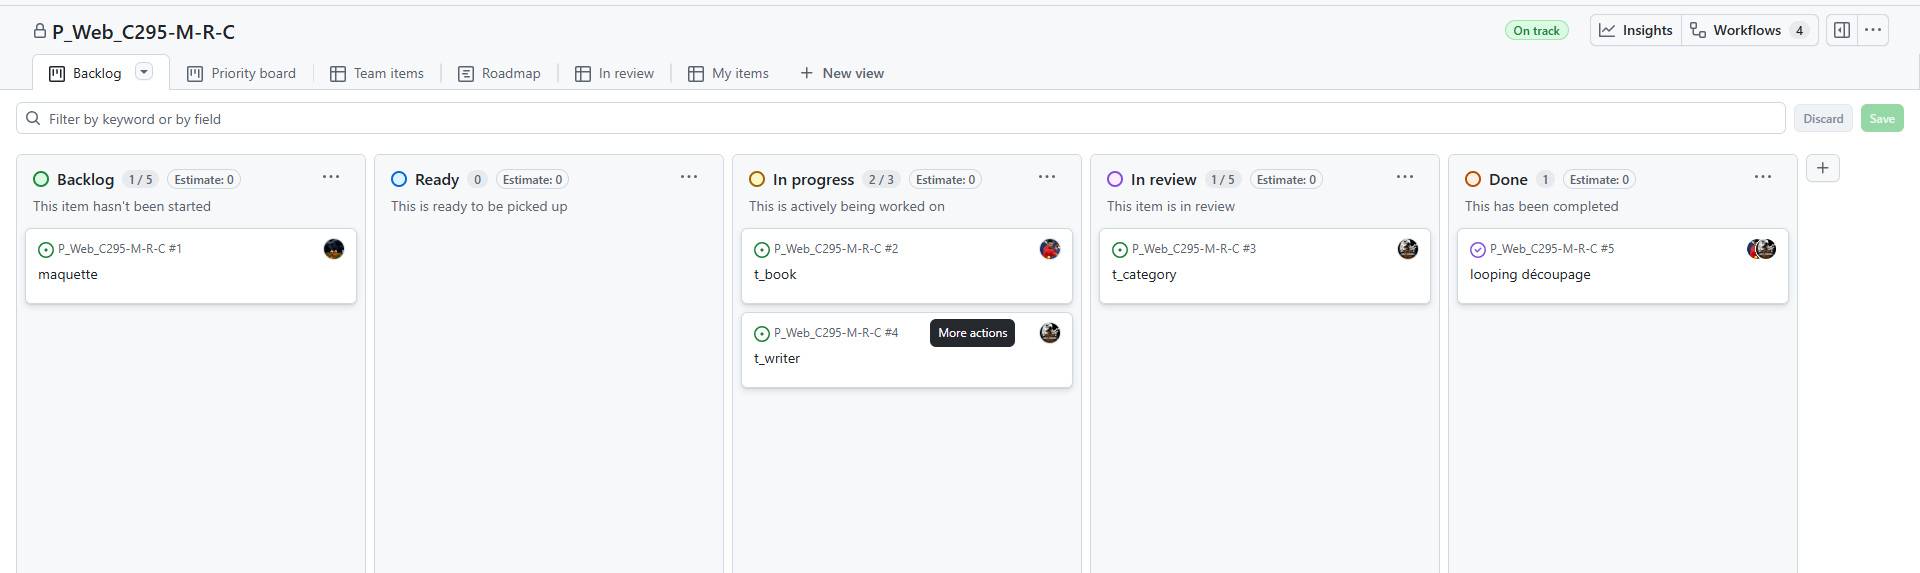 P_Web_C295-M-R-C
On track
Insights
Workflows 4
Backlog
Priority board
Team items
Roadmap
In review
My items
New view
Filter by keyword or by field
Discard
Save
Backlog 1 / 5 Estimate: 0
This item hasn't been started
P_Web_C295-M-R-C #1
maquette
Ready 0 Estimate: 0
This is ready to be picked up
In progress 2 / 3 Estimate: 0
This is actively being worked on
P_Web_C295-M-R-C #2
t_book
P_Web_C295-M-R-C #4
More actions
t_writer
In review 1 / 5 Estimate: 0
This item is in review
P_Web_C295-M-R-C #3
t_category
Done 1 Estimate: 0
This has been completed
P_Web_C295-M-R-C #5
looping découpage